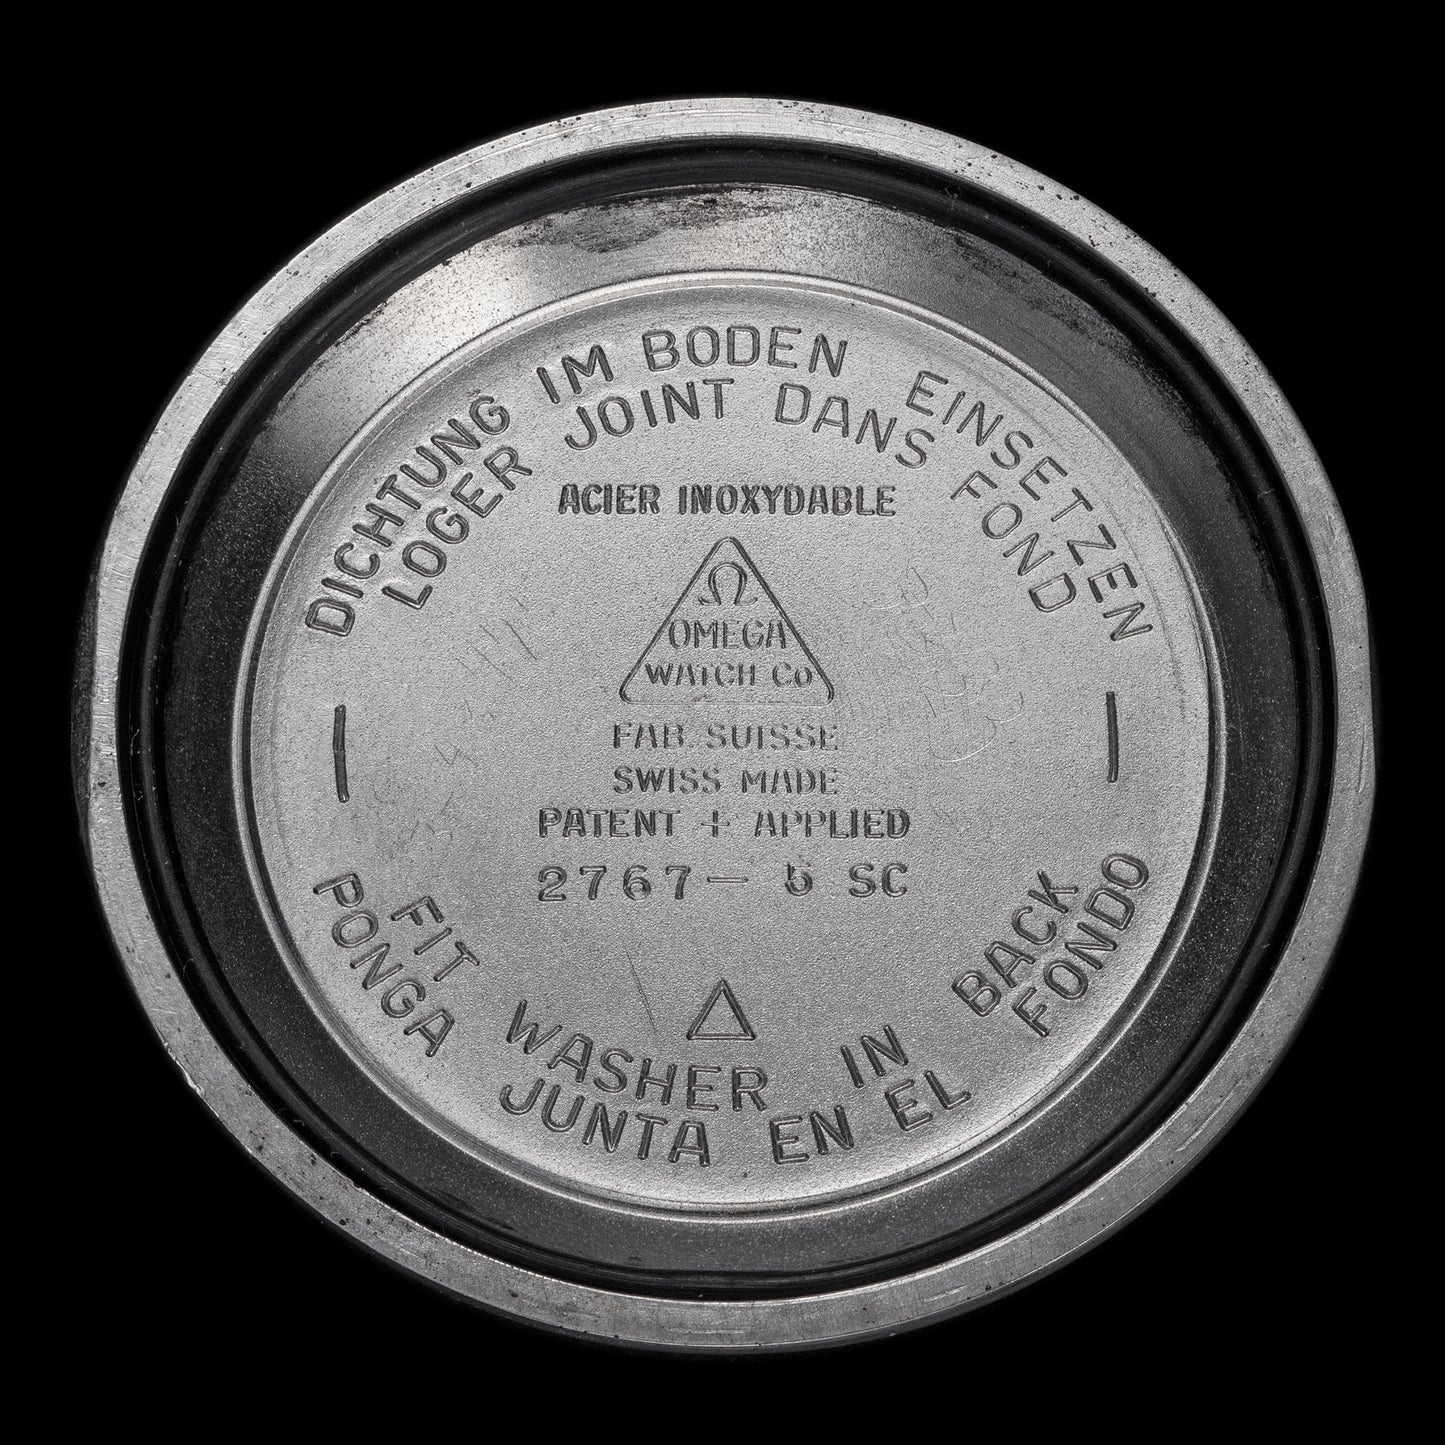 DICHTUNG IM BODEN EINSETZEN
LOGER JOINT DANS FOND
ACIER INOXYDABLE
Ω
OMEGA
WATCH Co
FAB. SUISSE
SWISS MADE
PATENT + APPLIED
2767 — 5 SC
FIT WASHER IN BACK
PONGA JUNTA EN EL FONDO